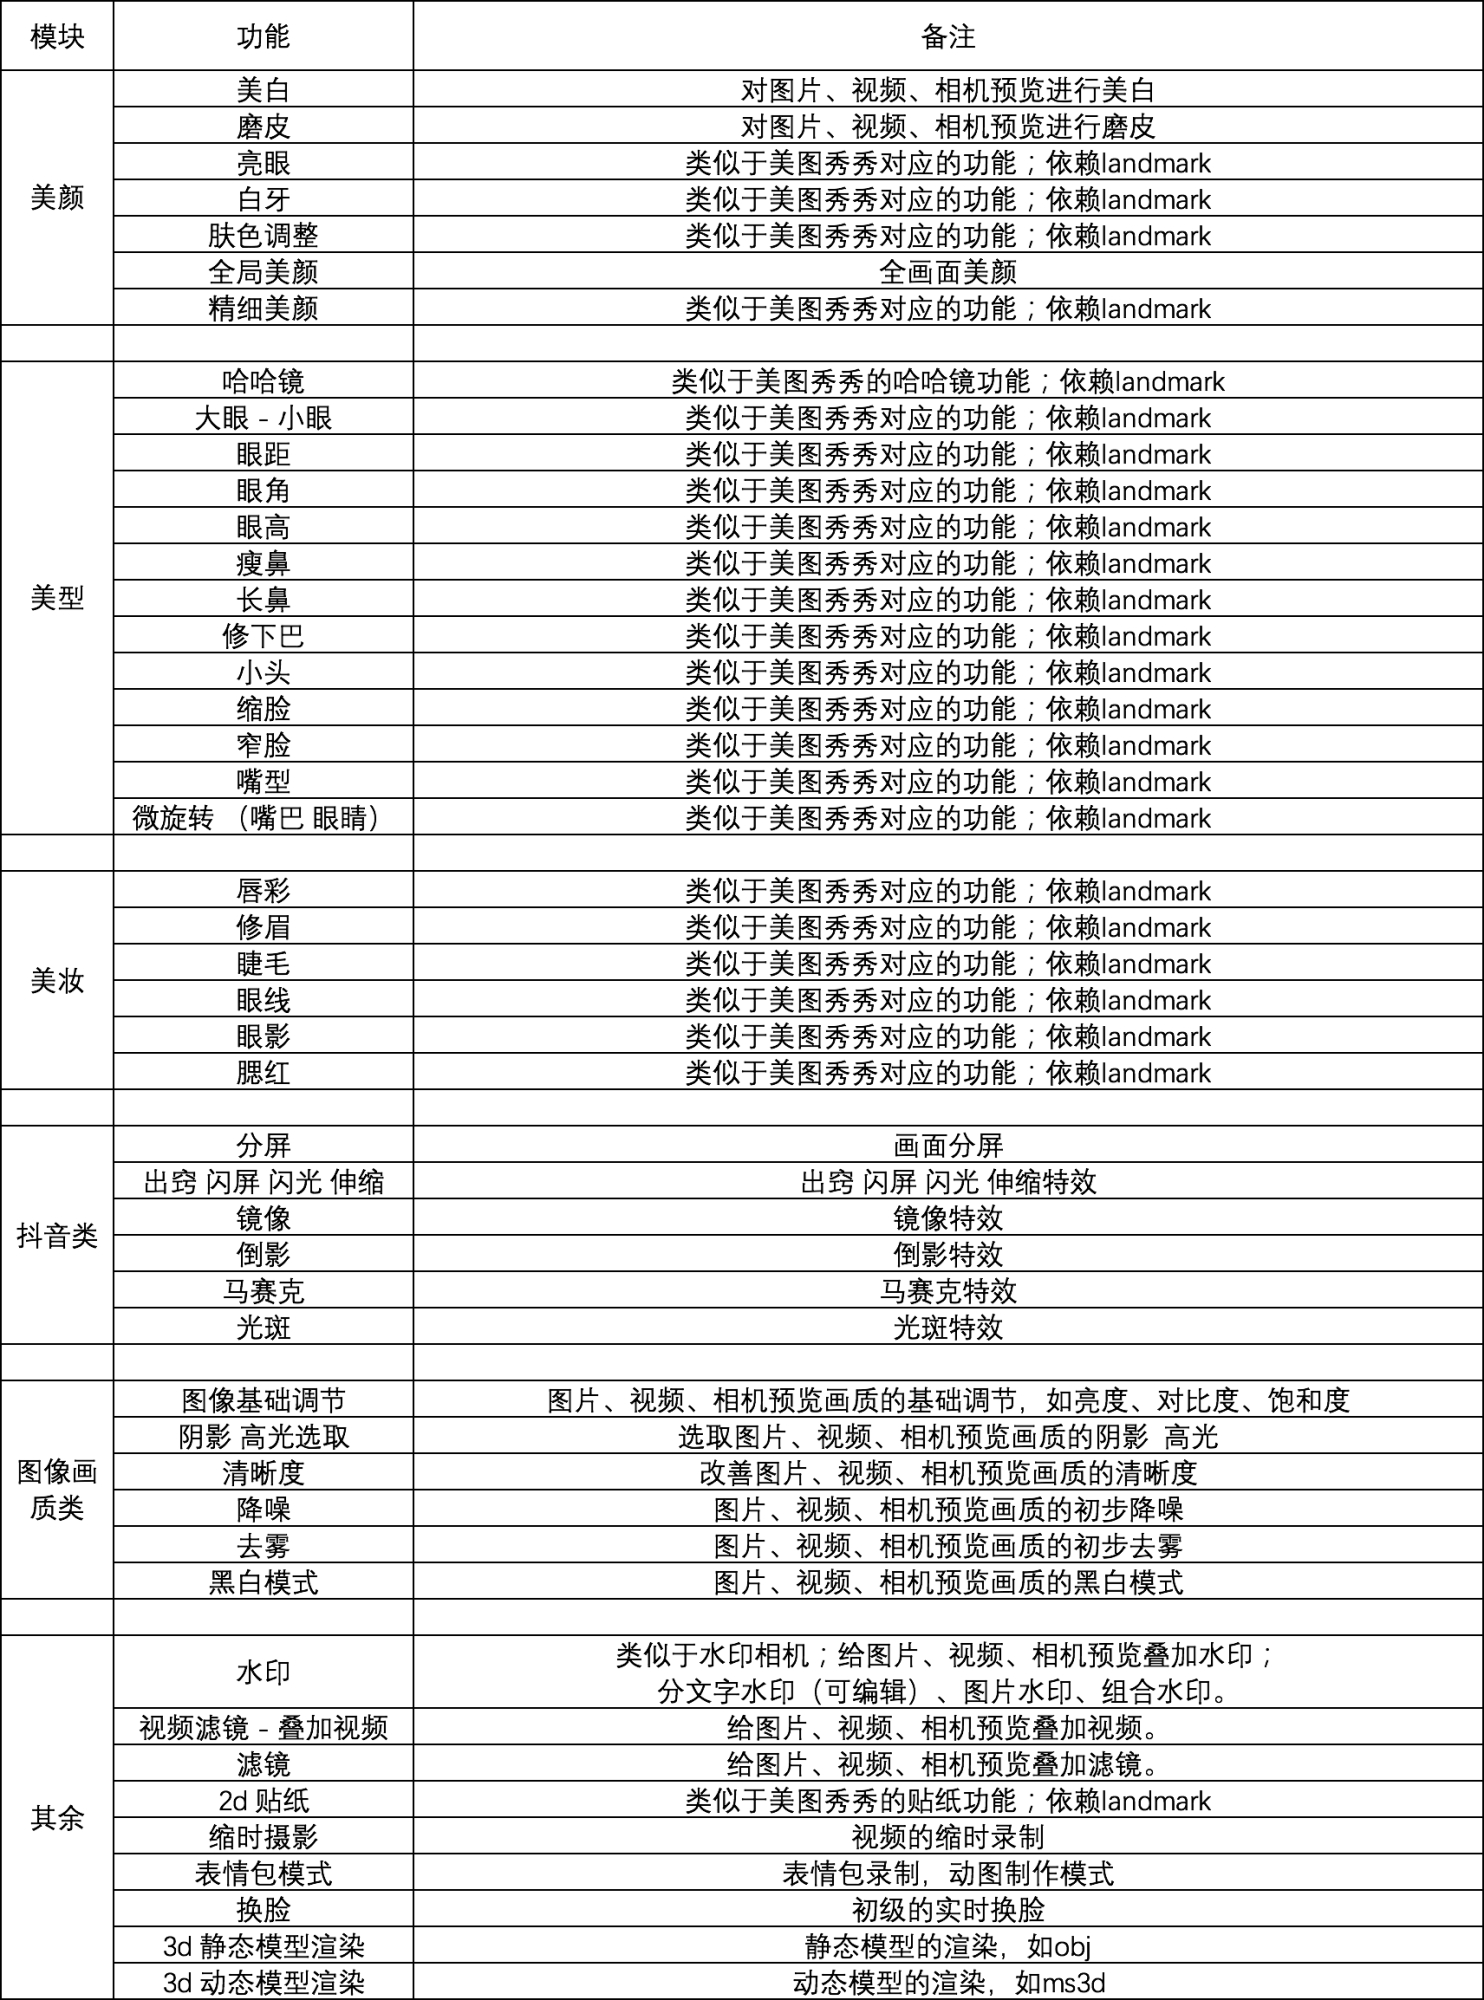 模块 功能 备注
美颜
美白 对图片、视频、相机预览进行美白
磨皮 对图片、视频、相机预览进行磨皮
亮眼 类似于美图秀秀对应的功能；依赖landmark
白牙 类似于美图秀秀对应的功能；依赖landmark
肤色调整 类似于美图秀秀对应的功能；依赖landmark
全局美颜 全画面美颜
精细美颜 类似于美图秀秀对应的功能；依赖landmark
美型
哈哈镜 类似于美图秀秀的哈哈镜功能；依赖landmark
大眼 - 小眼 类似于美图秀秀对应的功能；依赖landmark
眼距 类似于美图秀秀对应的功能；依赖landmark
眼角 类似于美图秀秀对应的功能；依赖landmark
眼高 类似于美图秀秀对应的功能；依赖landmark
瘦鼻 类似于美图秀秀对应的功能；依赖landmark
长鼻 类似于美图秀秀对应的功能；依赖landmark
修下巴 类似于美图秀秀对应的功能；依赖landmark
小头 类似于美图秀秀对应的功能；依赖landmark
缩脸 类似于美图秀秀对应的功能；依赖landmark
窄脸 类似于美图秀秀对应的功能；依赖landmark
嘴型 类似于美图秀秀对应的功能；依赖landmark
微旋转 （嘴巴 眼睛） 类似于美图秀秀对应的功能；依赖landmark
美妆
唇彩 类似于美图秀秀对应的功能；依赖landmark
修眉 类似于美图秀秀对应的功能；依赖landmark
睫毛 类似于美图秀秀对应的功能；依赖landmark
眼线 类似于美图秀秀对应的功能；依赖landmark
眼影 类似于美图秀秀对应的功能；依赖landmark
腮红 类似于美图秀秀对应的功能；依赖landmark
抖音类
分屏 画面分屏
出窍 闪屏 闪光 伸缩 出窍 闪屏 闪光 伸缩特效
镜像 镜像特效
倒影 倒影特效
马赛克 马赛克特效
光斑 光斑特效
图像画
质类
图像基础调节 图片、视频、相机预览画质的基础调节，如亮度、对比度、饱和度
阴影 高光选取 选取图片、视频、相机预览画质的阴影 高光
清晰度 改善图片、视频、相机预览画质的清晰度
降噪 图片、视频、相机预览画质的初步降噪
去雾 图片、视频、相机预览画质的初步去雾
黑白模式 图片、视频、相机预览画质的黑白模式
其余
水印 类似于水印相机；给图片、视频、相机预览叠加水印；
分文字水印（可编辑）、图片水印、组合水印。
视频滤镜 - 叠加视频 给图片、视频、相机预览叠加视频。
滤镜 给图片、视频、相机预览叠加滤镜。
2d 贴纸 类似于美图秀秀的贴纸功能；依赖landmark
缩时摄影 视频的缩时录制
表情包模式 表情包录制，动图制作模式
换脸 初级的实时换脸
3d 静态模型渲染 静态模型的渲染，如obj
3d 动态模型渲染 动态模型的渲染，如ms3d